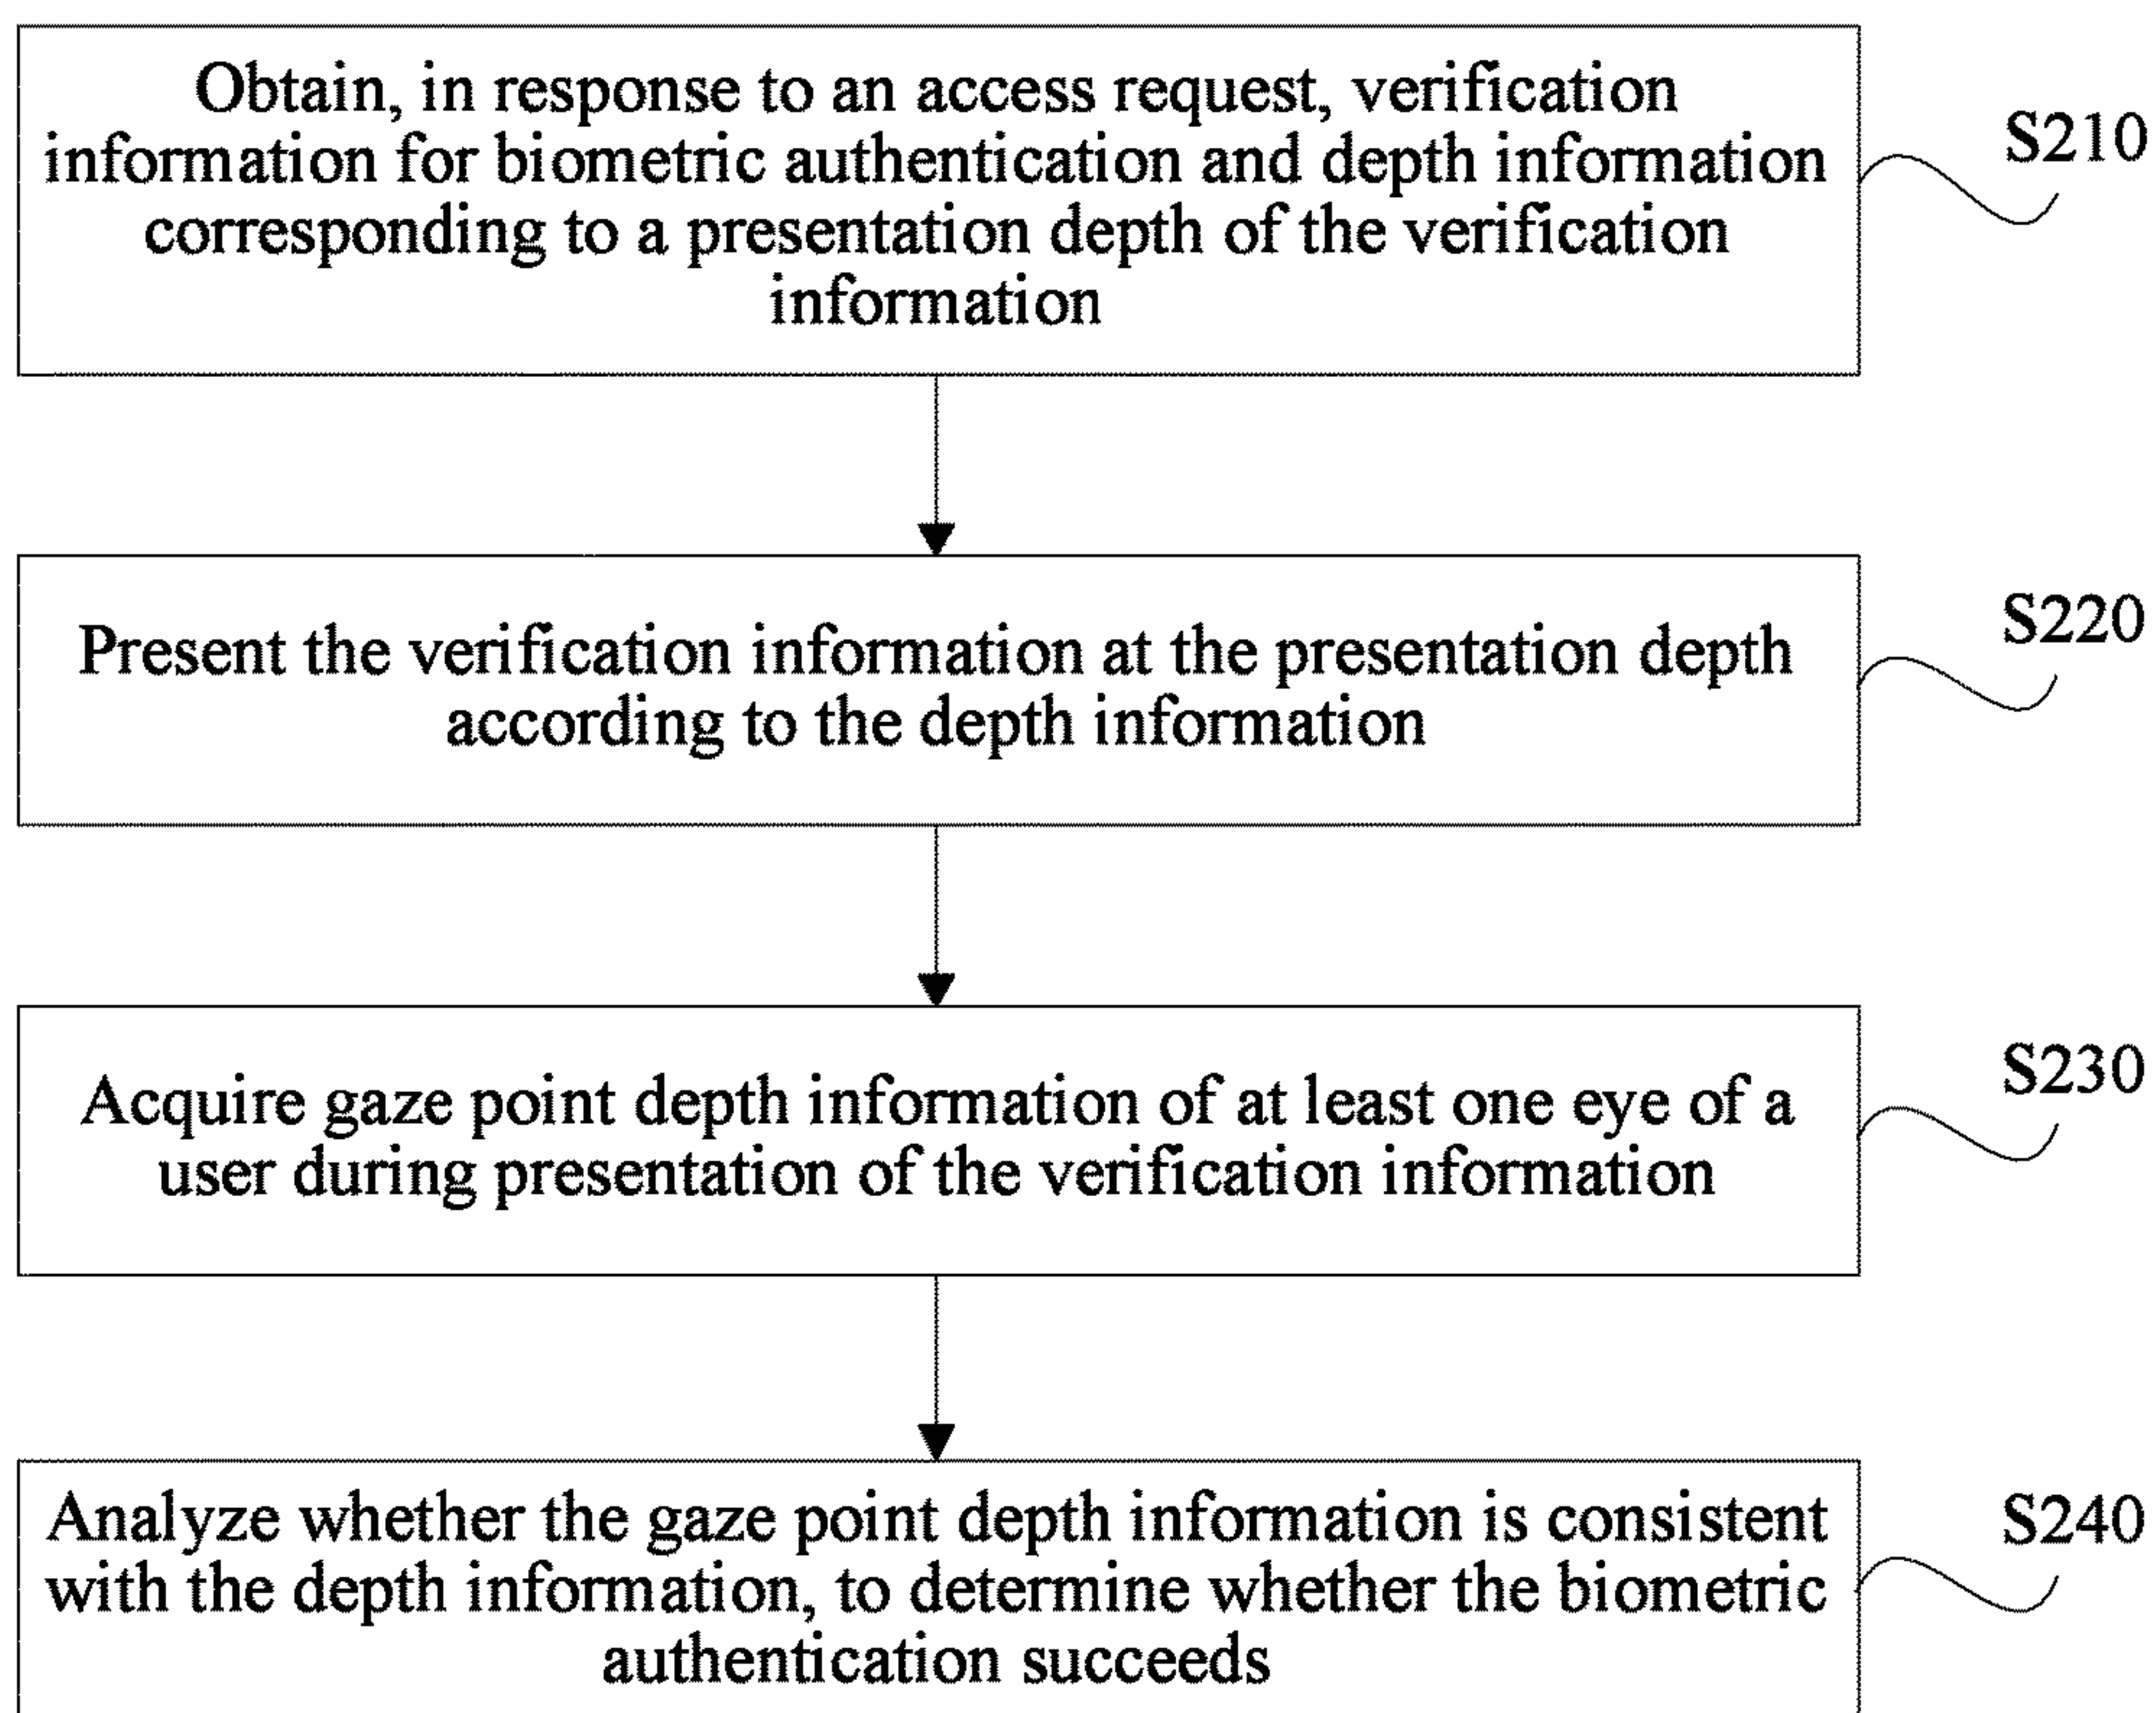 Obtain, in response to an access request, verification
information for biometric authentication and depth information
corresponding to a presentation depth of the verification
information
S210
Present the verification information at the presentation depth
according to the depth information
S220
Acquire gaze point depth information of at least one eye of a
user during presentation of the verification information
S230
Analyze whether the gaze point depth information is consistent
with the depth information, to determine whether the biometric
authentication succeeds
S240